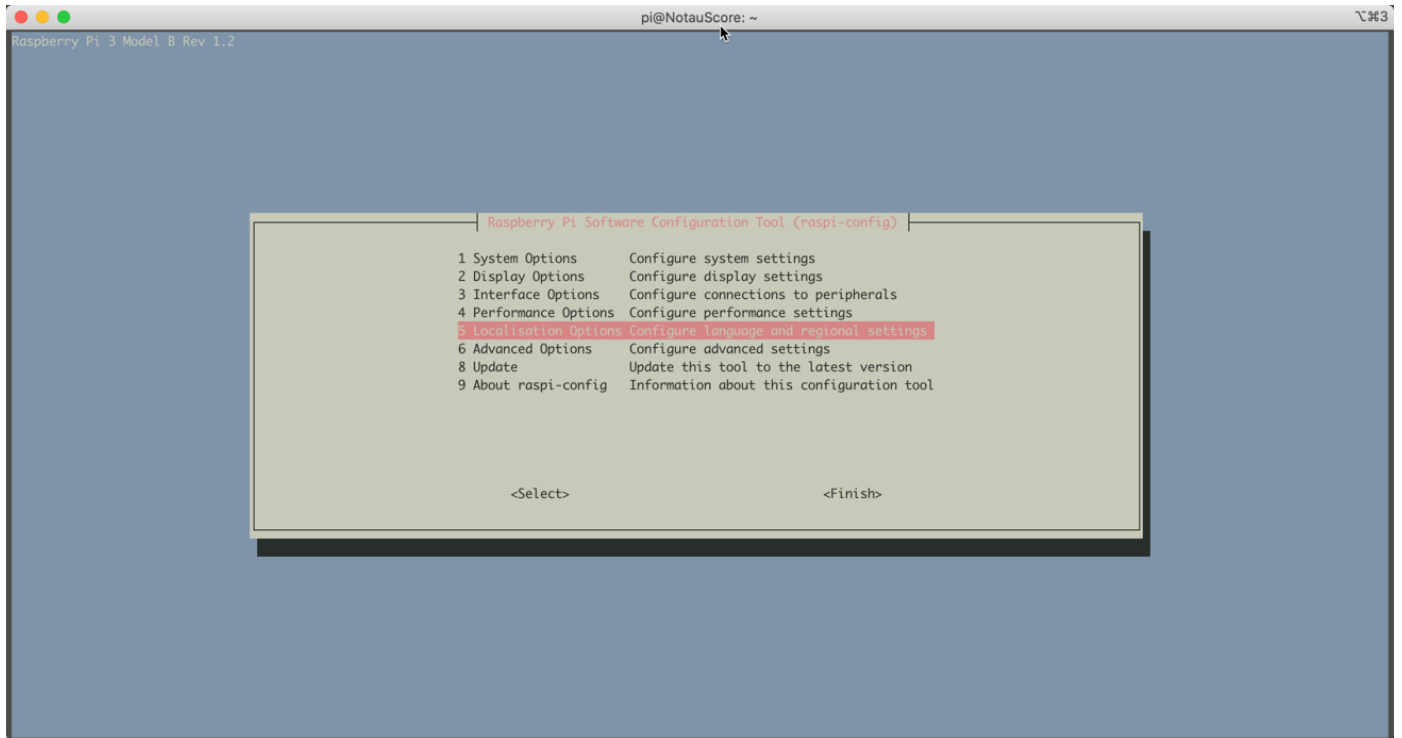 pi@NotauScore: ~
⌥⌘3
Raspberry Pi 3 Model B Rev 1.2
Raspberry Pi Software Configuration Tool (raspi-config)
1 System Options Configure system settings
2 Display Options Configure display settings
3 Interface Options Configure connections to peripherals
4 Performance Options Configure performance settings
5 Localisation Options Configure language and regional settings
6 Advanced Options Configure advanced settings
8 Update Update this tool to the latest version
9 About raspi-config Information about this configuration tool
<Select> <Finish>